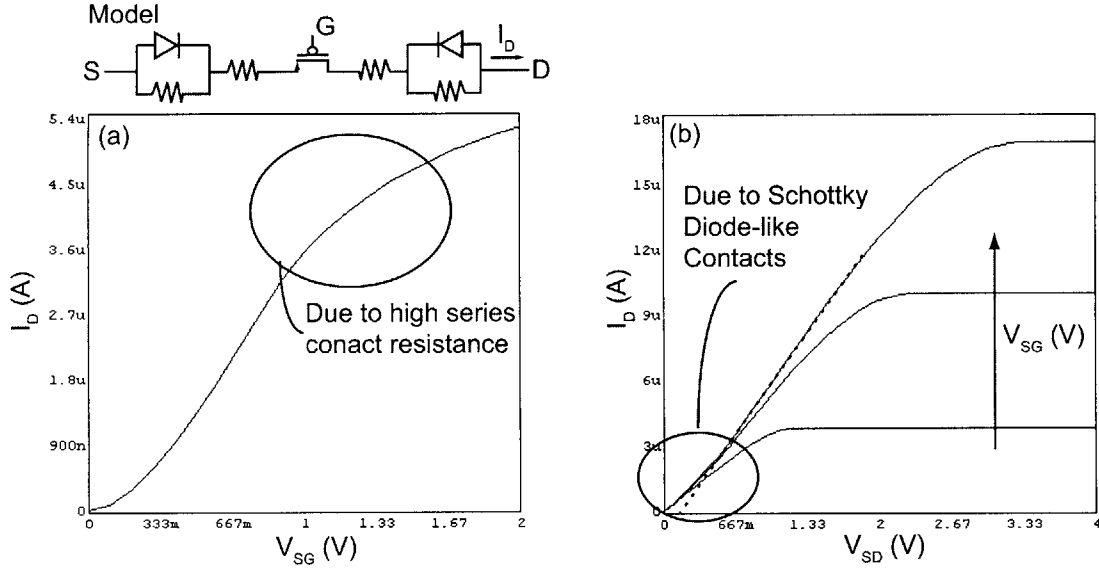 Model
S
G
I_D
D
(a)
5.4u
4.5u
3.6u
2.7u
1.8u
900n
0
I_D (A)
Due to high series
conact resistance
0 333m 667m 1 1.33 1.67 2
V_SG (V)
(b)
18u
15u
12u
9u
6u
3u
0
I_D (A)
Due to Schottky
Diode-like
Contacts
V_SG (V)
0 667m 1.33 2 2.67 3.33 4
V_SD (V)